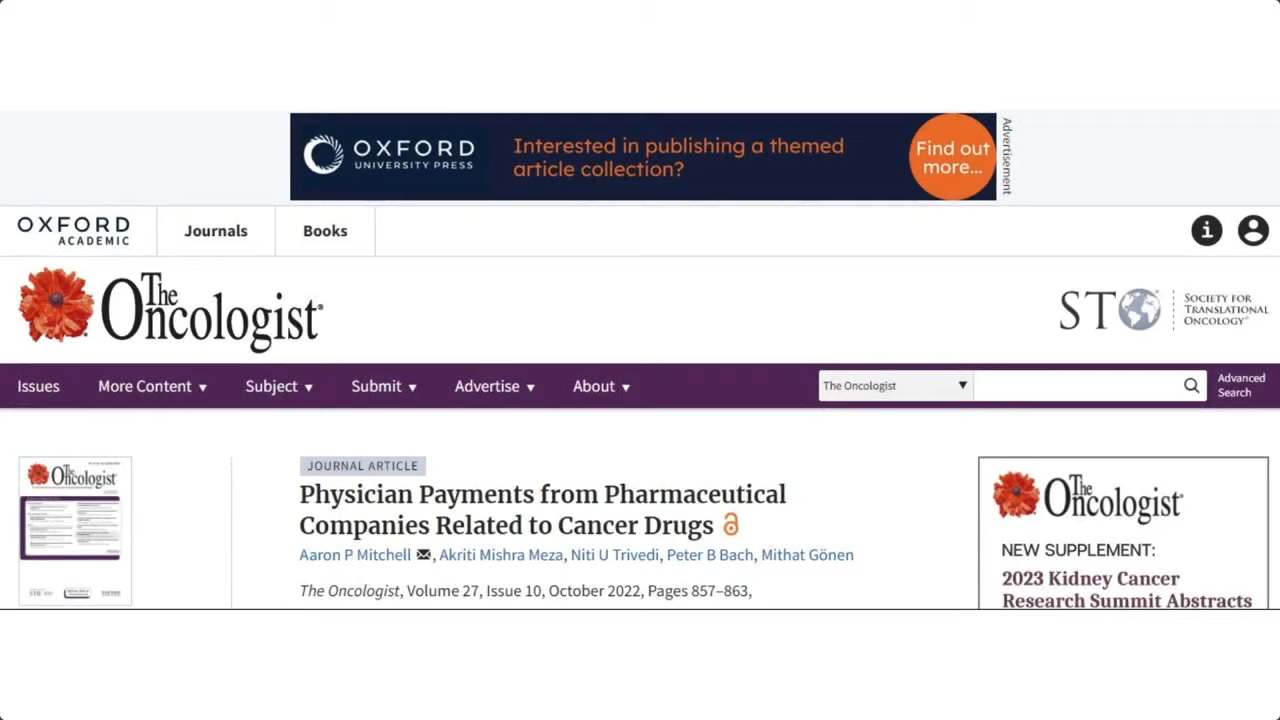 OXFORD
UNIVERSITY PRESS
Interested in publishing a themed
article collection?
Find out
more...
Advertisement
OXFORD
ACADEMIC
Journals
Books
The
Oncologist®
STO
SOCIETY FOR
TRANSLATIONAL
ONCOLOGY®
Issues
More Content
Subject
Submit
Advertise
About
The Oncologist
Advanced
Search
The
Oncologist
JOURNAL ARTICLE
Physician Payments from Pharmaceutical
Companies Related to Cancer Drugs
Aaron P Mitchell, Akriti Mishra Meza, Niti U Trivedi, Peter B Bach, Mithat Gönen
The Oncologist, Volume 27, Issue 10, October 2022, Pages 857–863,
The
Oncologist
NEW SUPPLEMENT:
2023 Kidney Cancer
Research Summit Abstracts